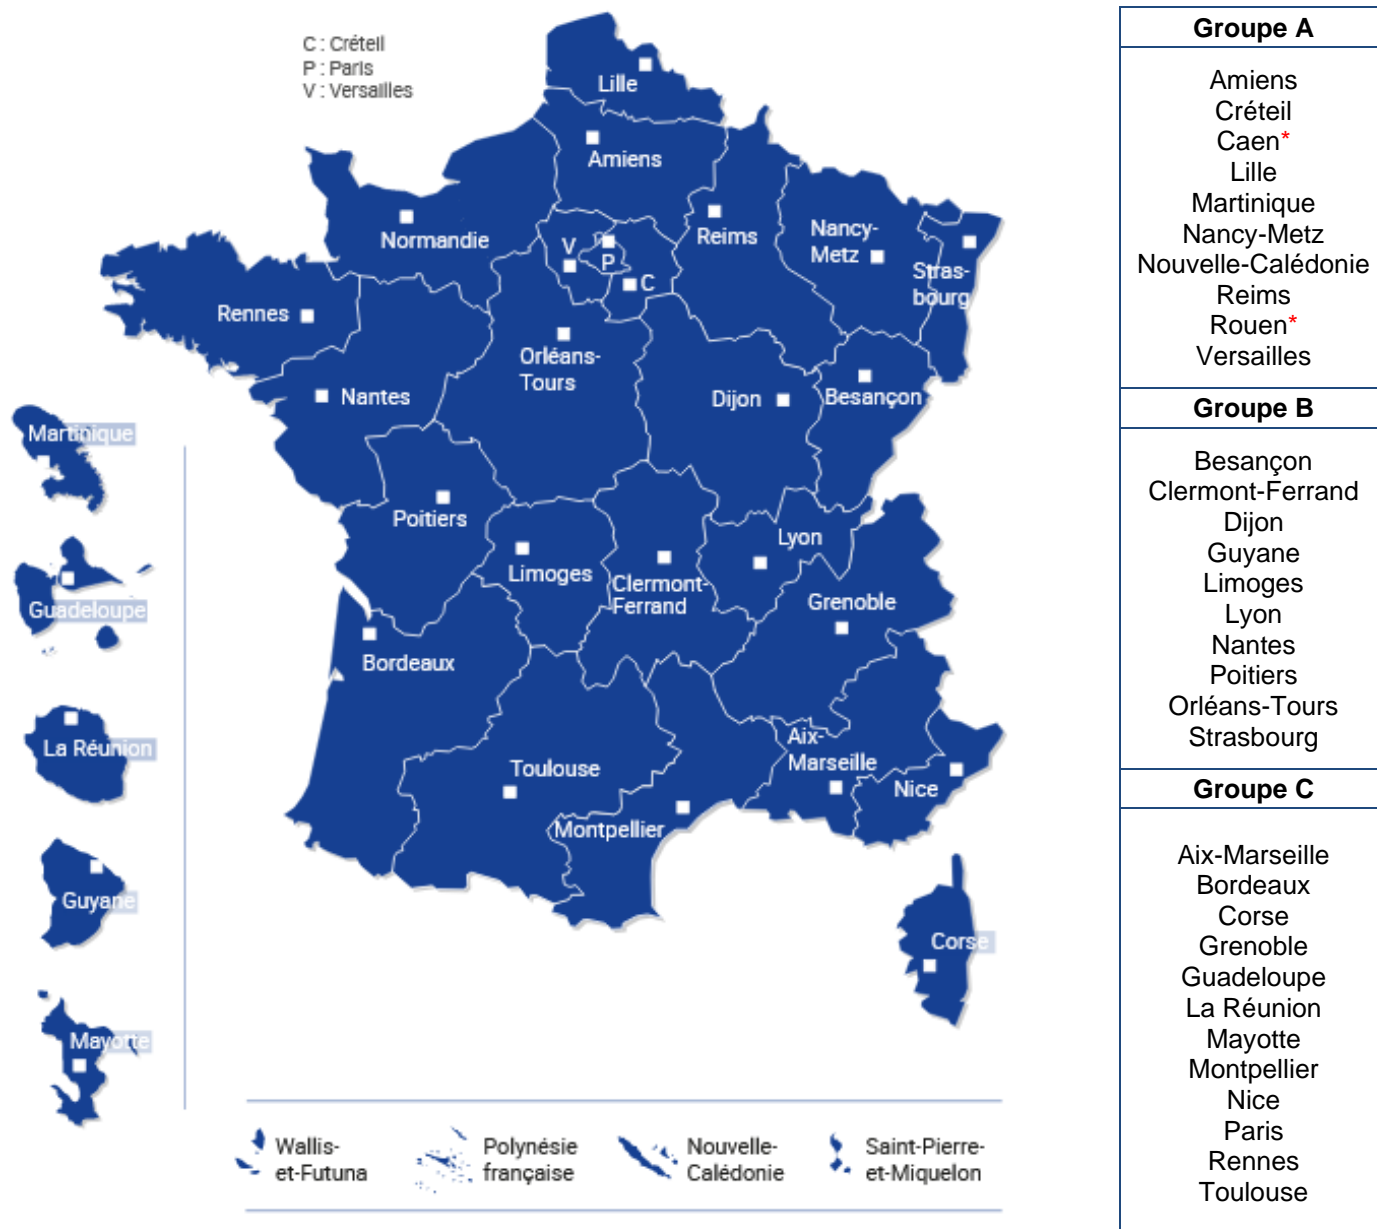 C : Créteil
P : Paris
V : Versailles
Lille
Amiens
Normandie
Reims
Nancy-
Metz
Stras-
bourg
V
P
C
Rennes
Orléans-
Tours
Nantes
Dijon
Besançon
Poitiers
Limoges
Clermont-
Ferrand
Lyon
Grenoble
Bordeaux
Toulouse
Montpellier
Aix-
Marseille
Nice
Corse
Martinique
Guadeloupe
La Réunion
Guyane
Mayotte
Wallis-
et-Futuna
Polynésie
française
Nouvelle-
Calédonie
Saint-Pierre-
et-Miquelon
Groupe A
Amiens
Créteil
Caen*
Lille
Martinique
Nancy-Metz
Nouvelle-Calédonie
Reims
Rouen*
Versailles
Groupe B
Besançon
Clermont-Ferrand
Dijon
Guyane
Limoges
Lyon
Nantes
Poitiers
Orléans-Tours
Strasbourg
Groupe C
Aix-Marseille
Bordeaux
Corse
Grenoble
Guadeloupe
La Réunion
Mayotte
Montpellier
Nice
Paris
Rennes
Toulouse